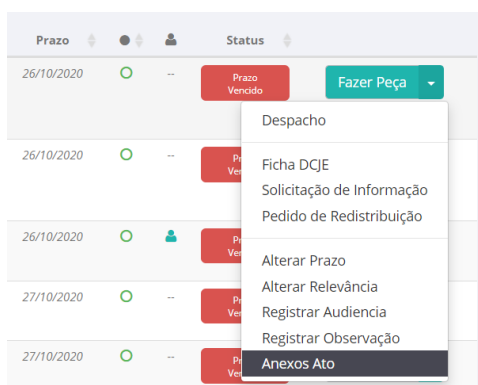 Prazo Status
26/10/2020 -- Prazo Vencido Fazer Peça
Despacho
26/10/2020 --
Ficha DCJE
Solicitação de Informação
Pedido de Redistribuição
26/10/2020
Alterar Prazo
Alterar Relevância
27/10/2020 --
Registrar Audiencia
Registrar Observação
27/10/2020 --
Anexos Ato